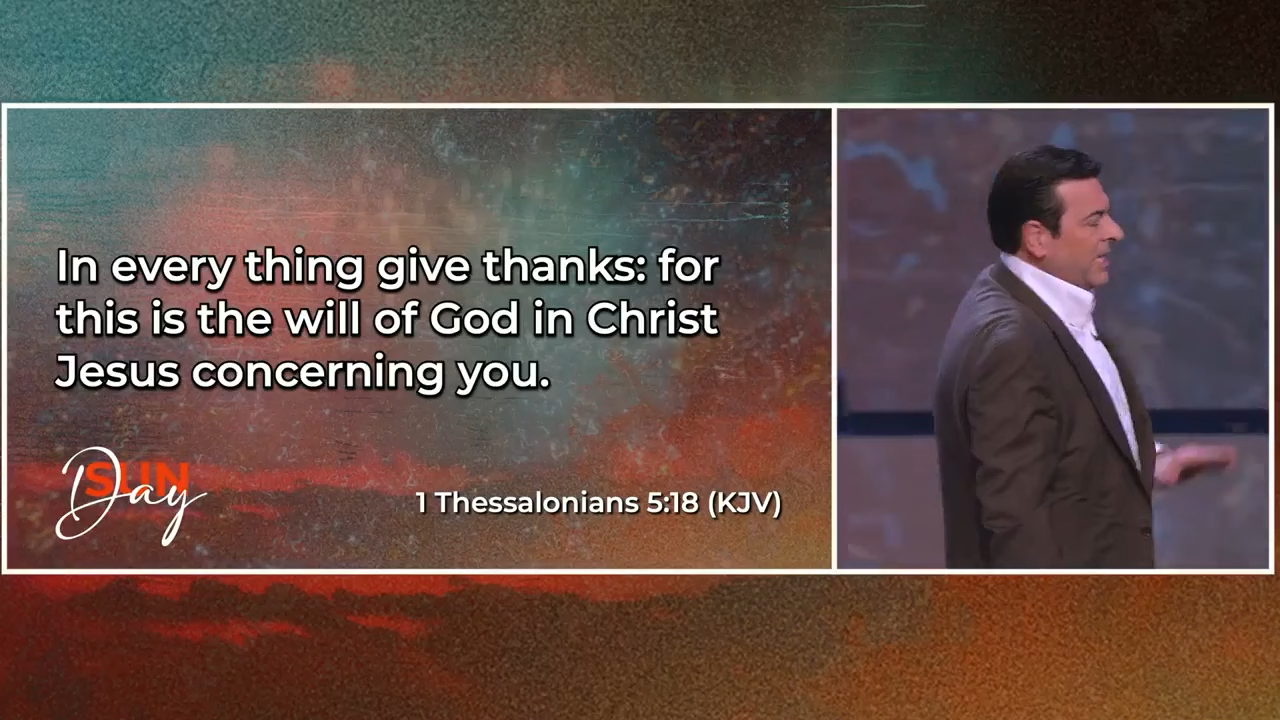 In every thing give thanks: for
this is the will of God in Christ
Jesus concerning you.
SUN
Day
1 Thessalonians 5:18 (KJV)